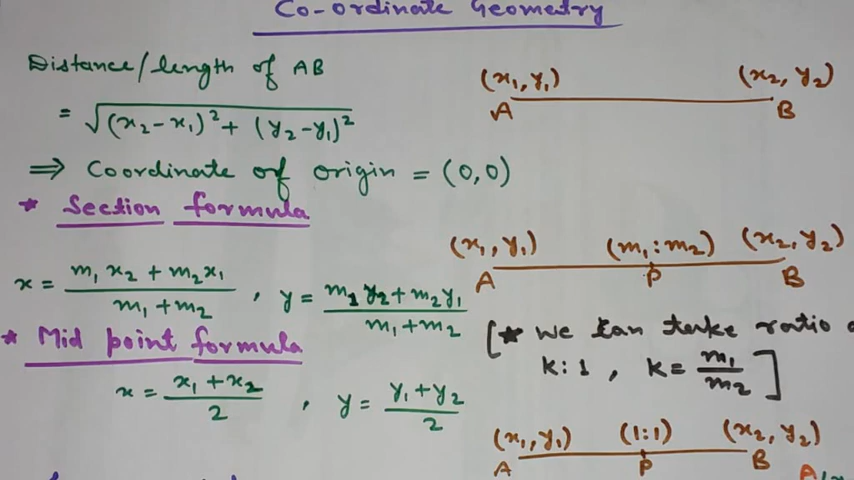 Co-ordinate Geometry
Distance/length of AB
= √(x₂-x₁)² + (y₂-y₁)²
(x₁, y₁) (x₂, y₂)
A B
⇒ Coordinate of origin = (0,0)
* Section formula
x = (m₁x₂ + m₂x₁)/(m₁ + m₂) , y = (m₁y₂ + m₂y₁)/(m₁ + m₂)
(x₁, y₁) (m₁ : m₂) (x₂, y₂)
A P B
[* we can take ratio
k : 1 , k = m₁/m₂ ]
* Mid point formula
x = (x₁ + x₂)/2 , y = (y₁ + y₂)/2
(x₁, y₁) (1:1) (x₂, y₂)
A P B